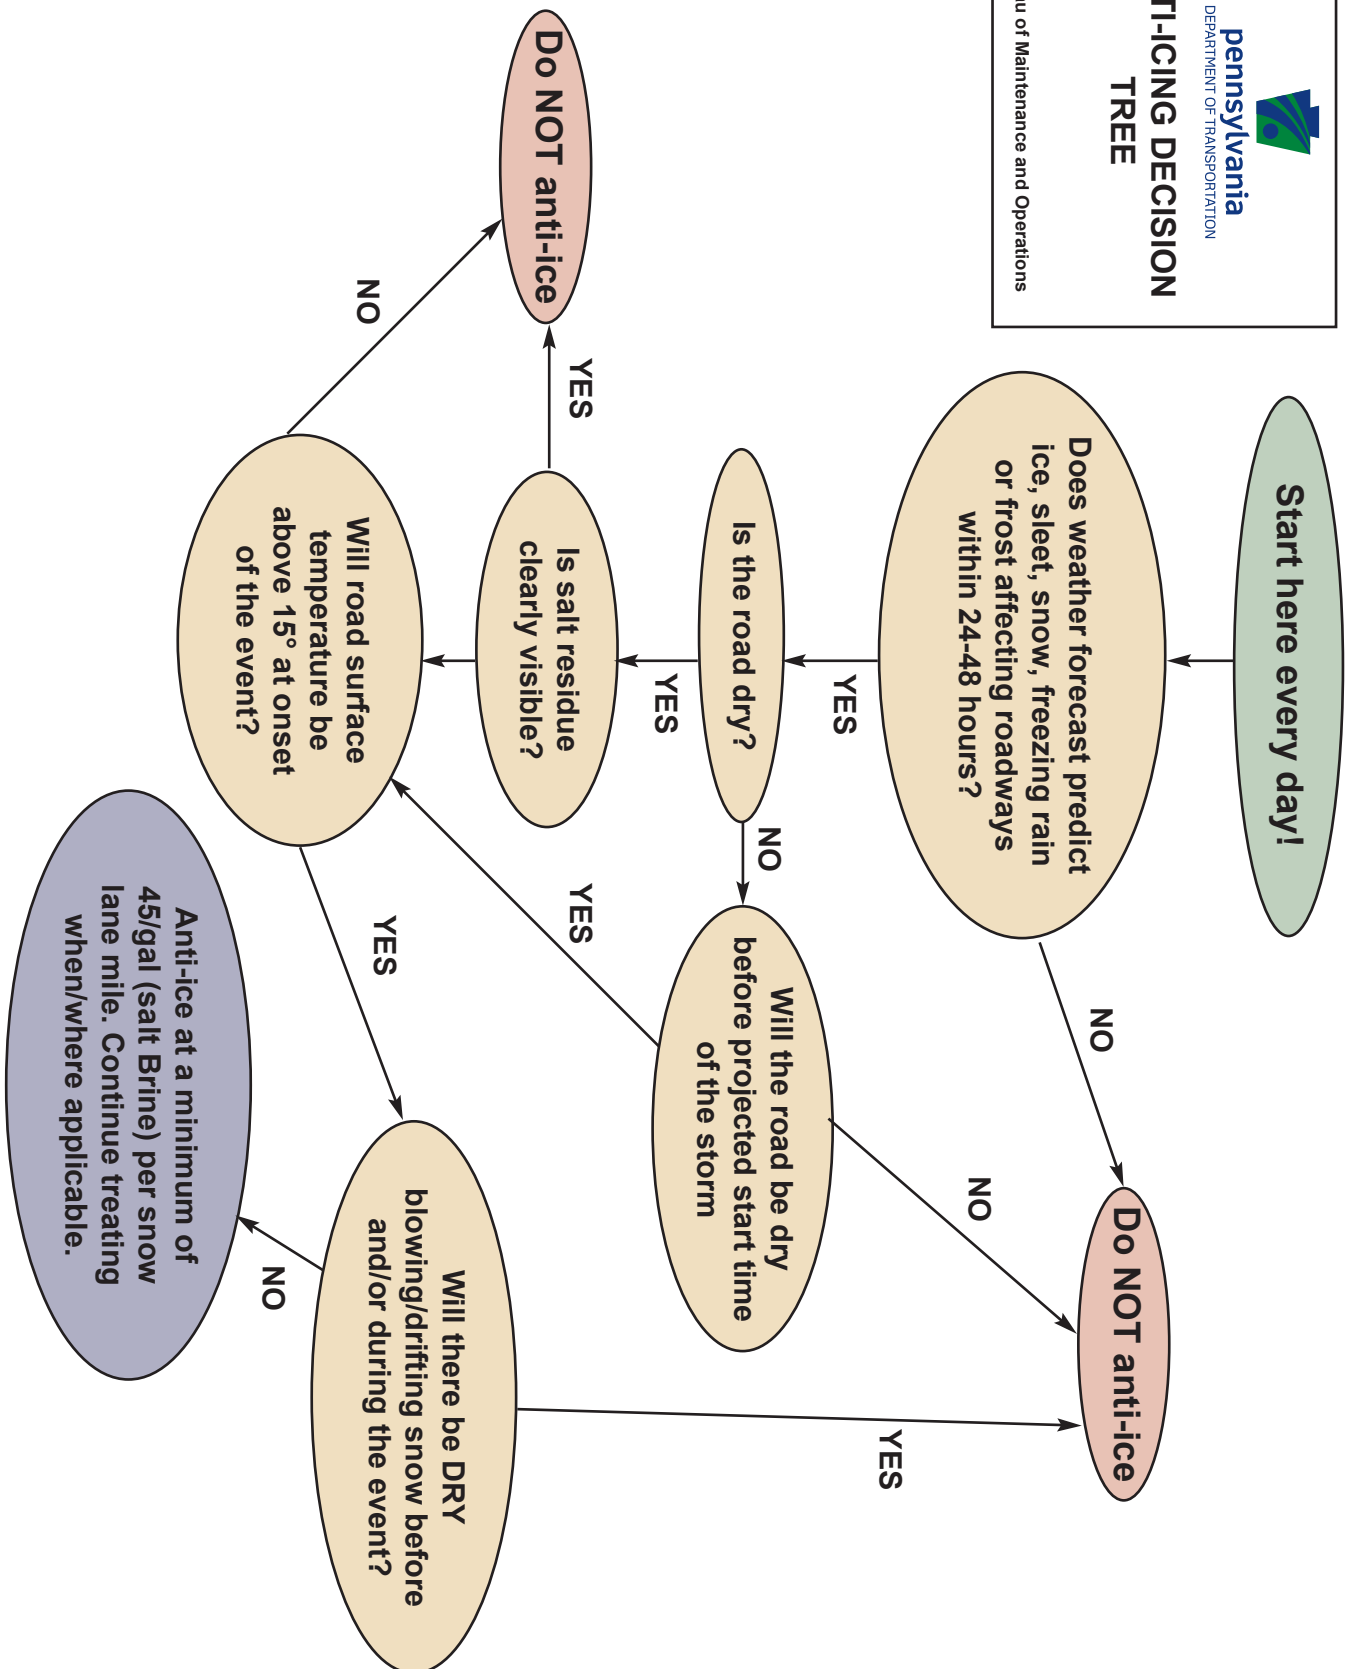 pennsylvania
DEPARTMENT OF TRANSPORTATION
TI-ICING DECISION
TREE
au of Maintenance and Operations
Start here every day!
Does weather forecast predict
ice, sleet, snow, freezing rain
or frost affecting roadways
within 24-48 hours?
NO
Do NOT anti-ice
YES
Is the road dry?
NO
Will the road be dry
before projected start time
of the storm
NO
YES
YES
Is salt residue
clearly visible?
YES
Do NOT anti-ice
NO
Will road surface
temperature be
above 15° at onset
of the event?
YES
Will there be DRY
blowing/drifting snow before
and/or during the event?
YES
NO
Anti-ice at a minimum of
45/gal (salt Brine) per snow
lane mile. Continue treating
when/where applicable.